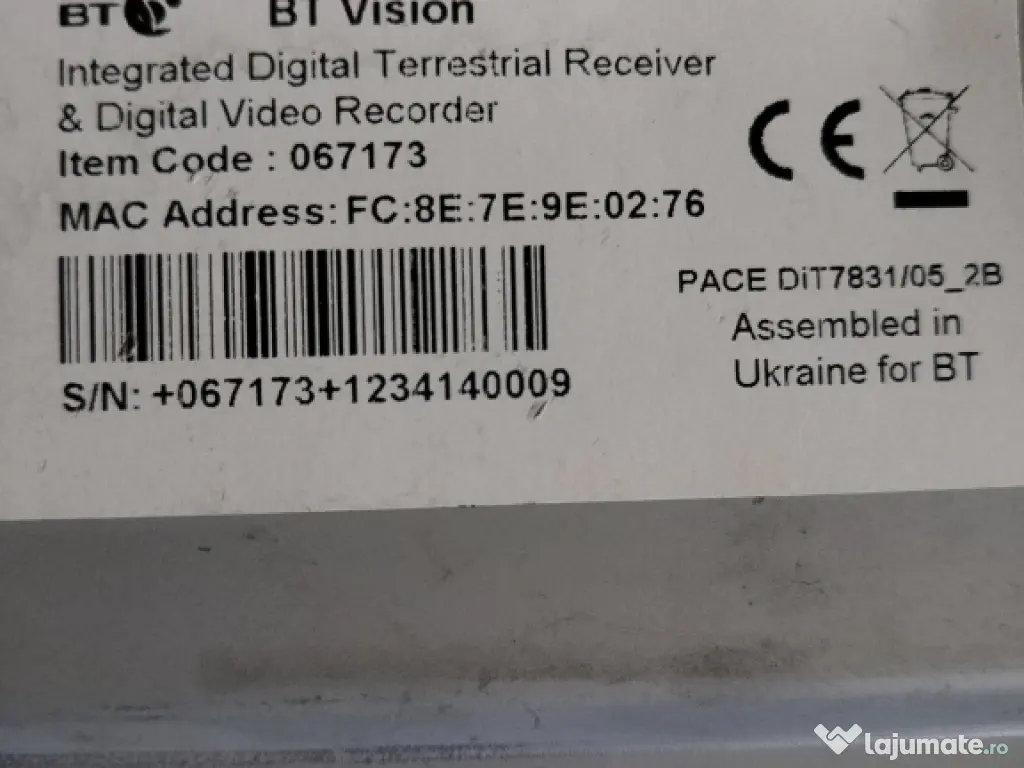 BT BT Vision
Integrated Digital Terrestrial Receiver
& Digital Video Recorder
Item Code : 067173
MAC Address: FC:8E:7E:9E:02:76
PACE DiT7831/05_2B
Assembled in
Ukraine for BT
S/N: +067173+1234140009
lajumate.ro